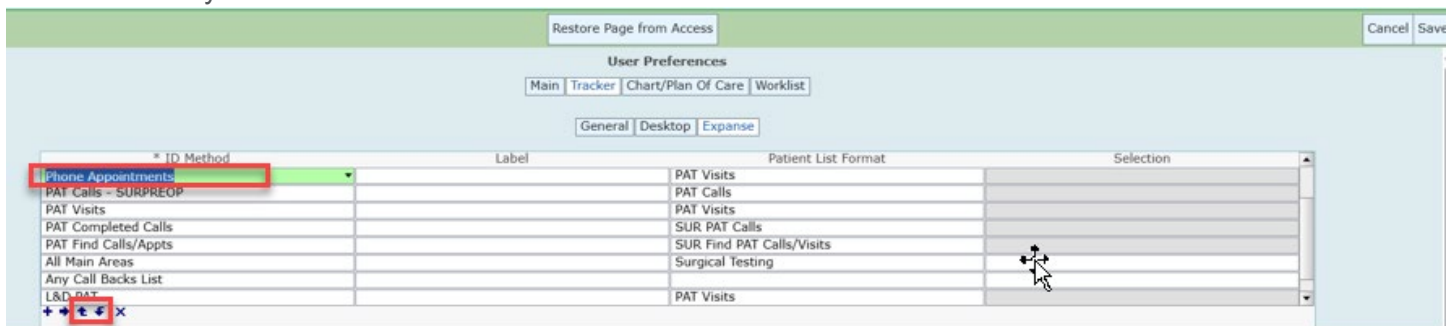 Restore Page from Access Cancel Save
User Preferences
Main Tracker Chart/Plan Of Care Worklist
General Desktop Expanse
* ID Method Label Patient List Format Selection
Phone Appointments PAT Visits
PAT Calls - SURPREOP PAT Calls
PAT Visits PAT Visits
PAT Completed Calls SUR PAT Calls
PAT Find Calls/Appts SUR Find PAT Calls/Visits
All Main Areas Surgical Testing
Any Call Backs List
L&D PAT PAT Visits